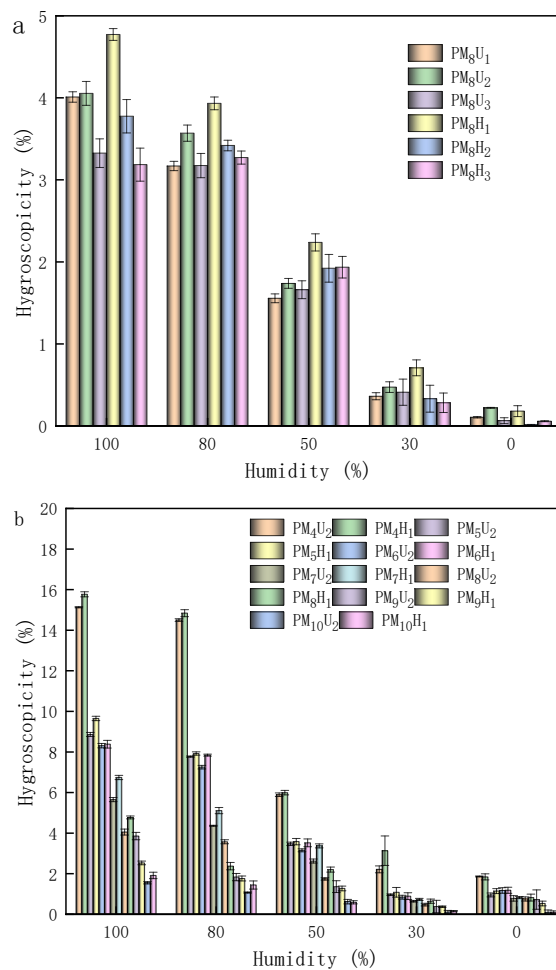 a
5
4
3
2
1
0
Hygroscopicity (%)
PM₈U₁
PM₈U₂
PM₈U₃
PM₈H₁
PM₈H₂
PM₈H₃
100 80 50 30 0
Humidity (%)
b
20
18
16
14
12
10
8
6
4
2
0
Hygroscopicity (%)
PM₄U₂ PM₄H₁ PM₅U₂
PM₅H₁ PM₆U₂ PM₆H₁
PM₇U₂ PM₇H₁ PM₈U₂
PM₈H₁ PM₉U₂ PM₉H₁
PM₁₀U₂ PM₁₀H₁
100 80 50 30 0
Humidity (%)